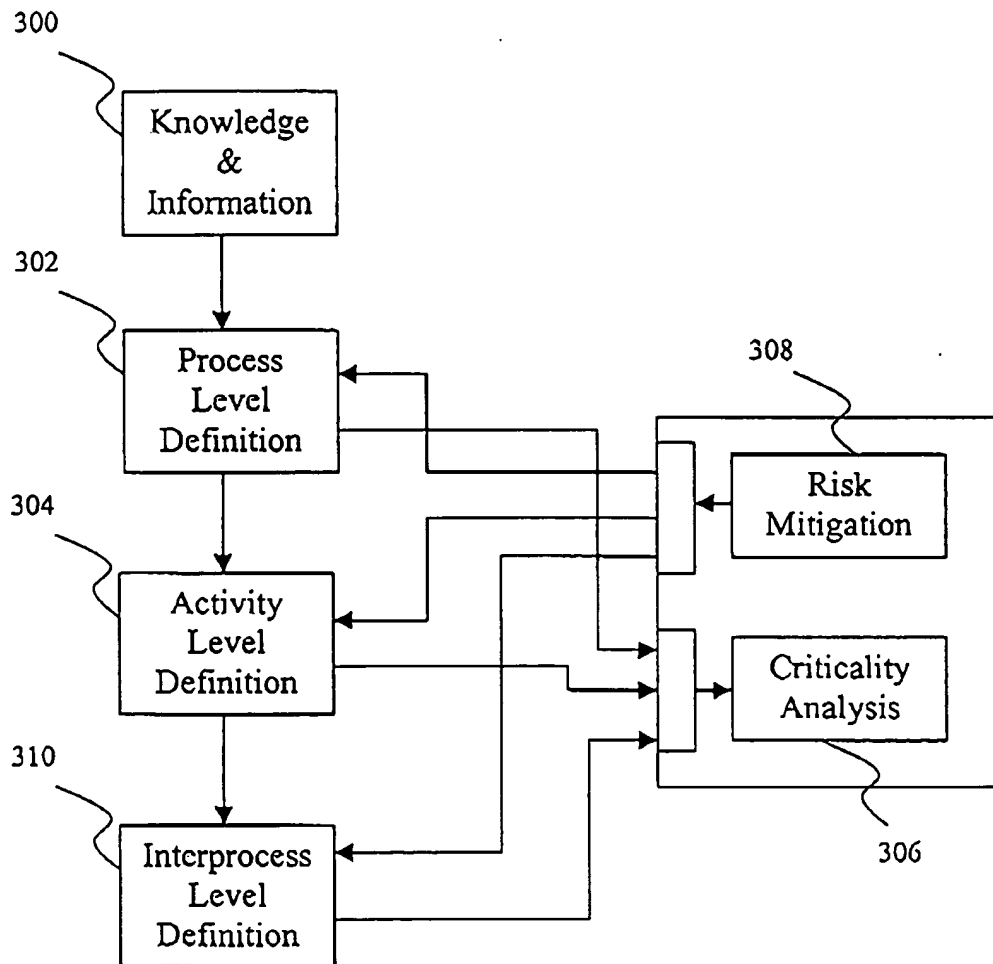 300
Knowledge
&
Information
302
Process
Level
Definition
308
Risk
Mitigation
304
Activity
Level
Definition
Criticality
Analysis
310
306
Interprocess
Level
Definition